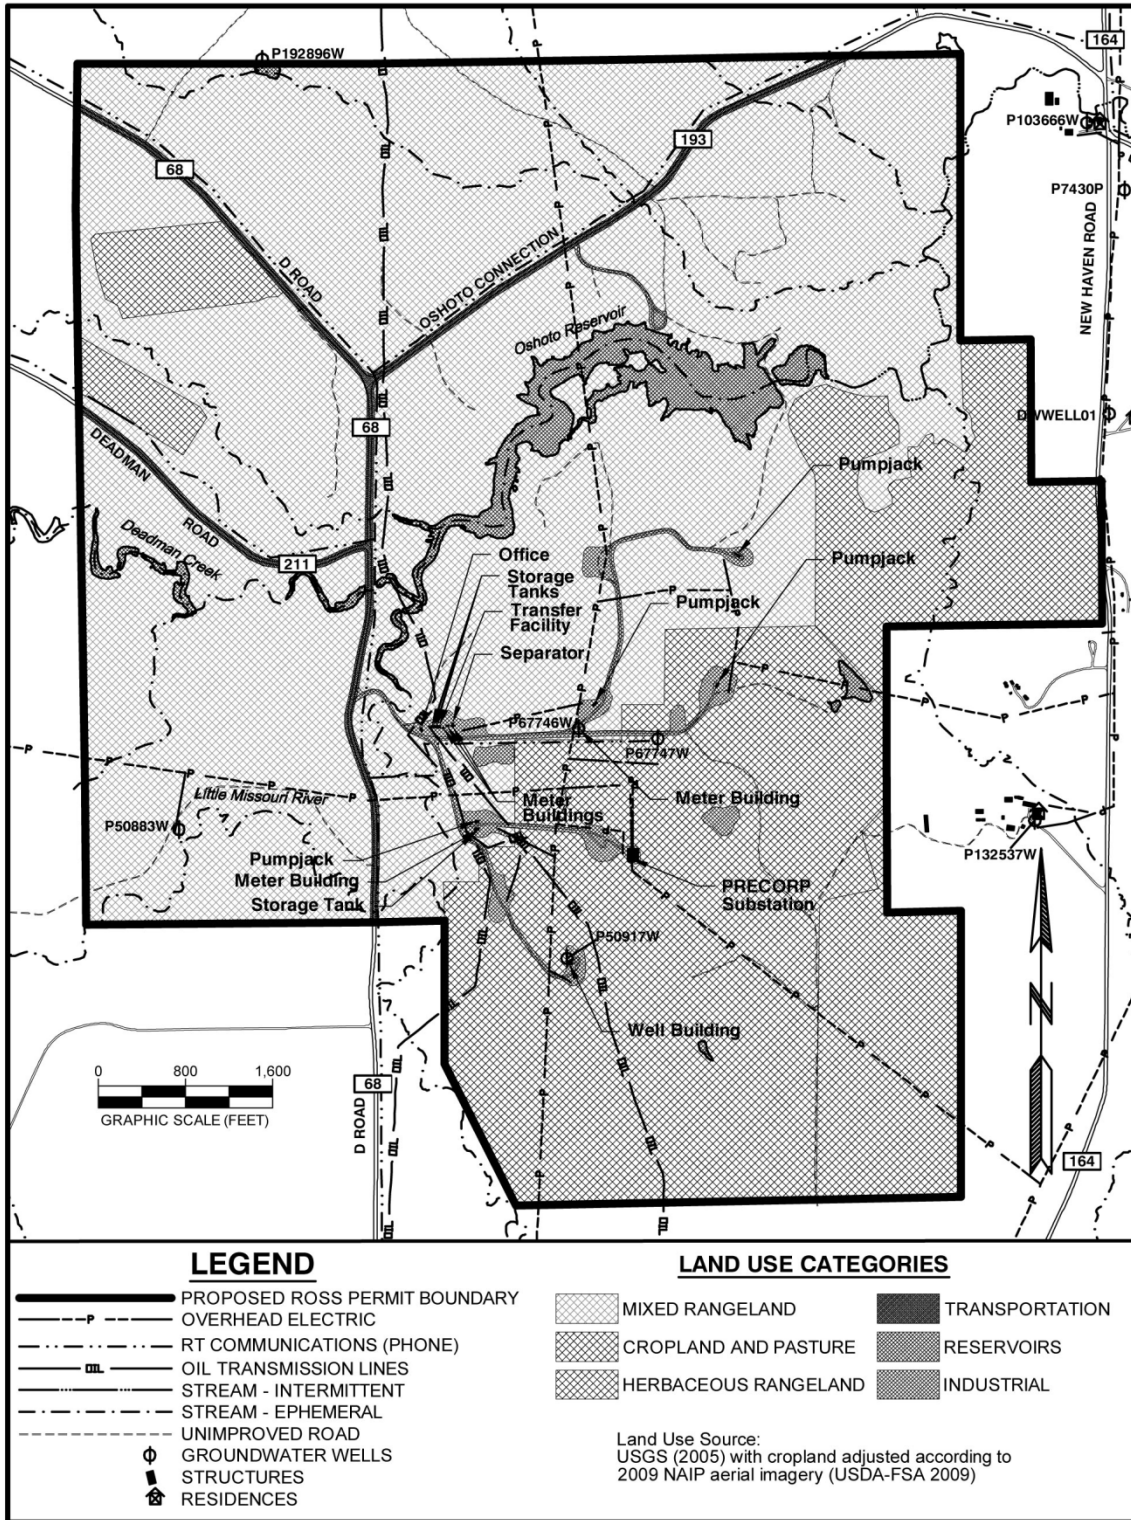 P192896W
164
P103666W
193
68
P7430P
NEW HAVEN ROAD
D ROAD
OSHOTO CONNECTION
Oshoto Reservoir
68
DWWELL01
DEADMAN
ROAD
Pumpjack
Deadman Creek
211
Office
Storage
Tanks
Transfer
Facility
Separator
Pumpjack
Pumpjack
P67746W
P67747W
Little Missouri River
Meter
Buildings
Meter Building
P50883W
P132537W
Pumpjack
Meter Building
Storage Tank
PRECORP
Substation
P50917W
Well Building
N
0 800 1,600
GRAPHIC SCALE (FEET)
68
D ROAD
164
LEGEND
PROPOSED ROSS PERMIT BOUNDARY
P OVERHEAD ELECTRIC
RT COMMUNICATIONS (PHONE)
OIL OIL TRANSMISSION LINES
STREAM - INTERMITTENT
STREAM - EPHEMERAL
UNIMPROVED ROAD
GROUNDWATER WELLS
STRUCTURES
RESIDENCES
LAND USE CATEGORIES
MIXED RANGELAND
CROPLAND AND PASTURE
HERBACEOUS RANGELAND
TRANSPORTATION
RESERVOIRS
INDUSTRIAL
Land Use Source:
USGS (2005) with cropland adjusted according to
2009 NAIP aerial imagery (USDA-FSA 2009)